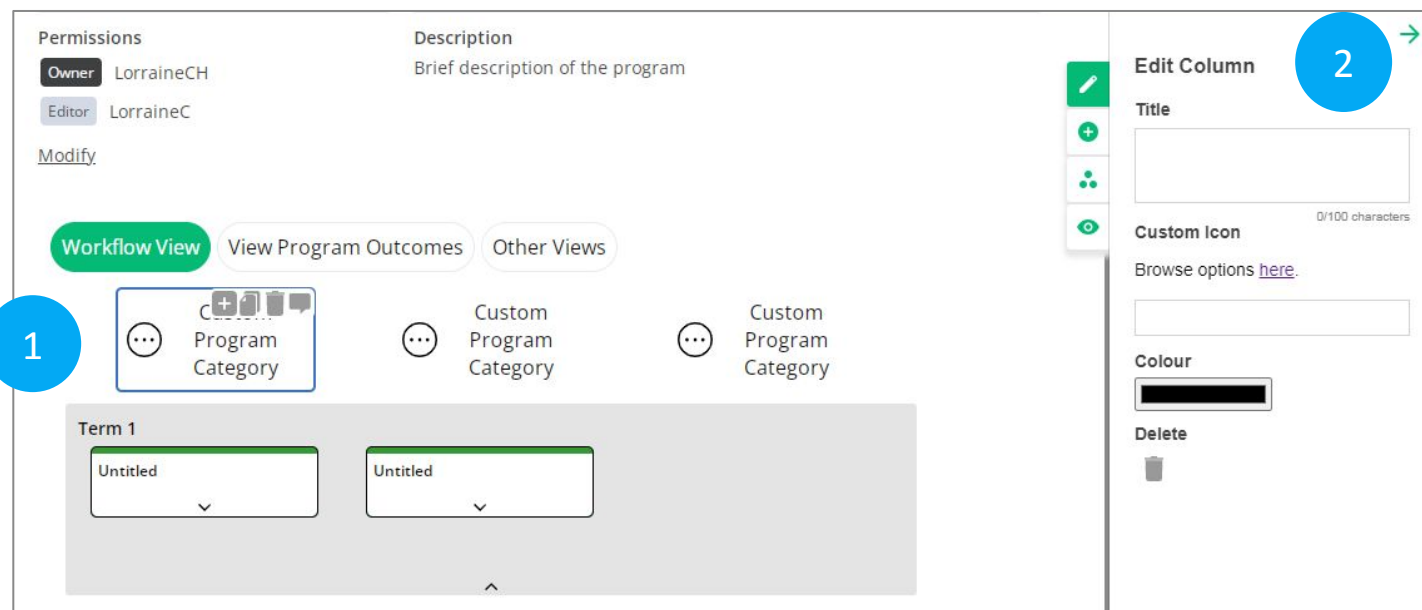 Permissions
Owner LorraineCH
Editor LorraineC
Modify
Description
Brief description of the program
Workflow View
View Program Outcomes
Other Views
1
Program
Category
Custom
Program
Category
Custom
Program
Category
Term 1
Untitled
Untitled
2
Edit Column
Title
0/100 characters
Custom Icon
Browse options here.
Colour
Delete